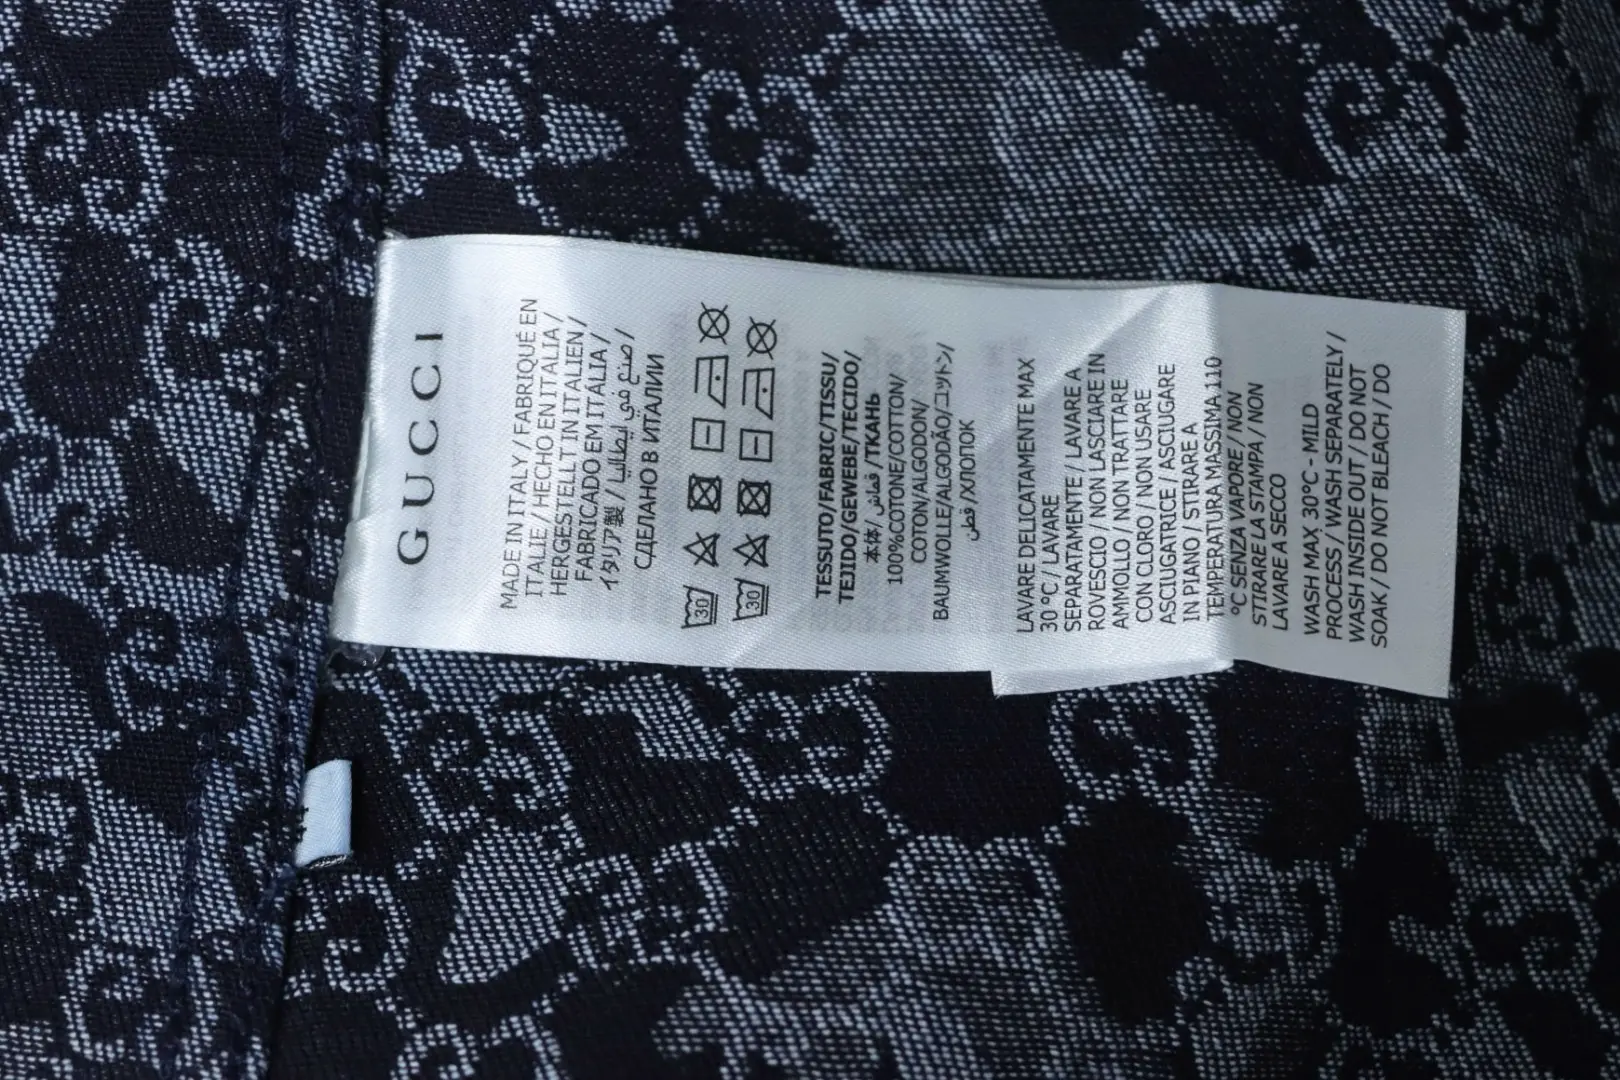 GUCCI
MADE IN ITALY / FABRIQUÉ EN
ITALIE / HECHO EN ITALIA /
HERGESTELLT IN ITALIEN /
FABRICADO EM ITALIA /
イタリア製 / صنع في إيطاليا /
СДЕЛАНО В ИТАЛИИ
30
30
TESSUTO/FABRIC/TISSU/
TEJIDO/GEWEBE/TECIDO/
本体/ قماش /ТКАНЬ
100%COTONE/COTTON/
COTON/ALGODON/
BAUMWOLLE/ALGODÃO/コットン/
قطن /ХЛОПОК
LAVARE DELICATAMENTE MAX
30 °C / LAVARE
SEPARATAMENTE / LAVARE A
ROVESCIO / NON LASCIARE IN
AMMOLLO / NON TRATTARE
CON CLORO / NON USARE
ASCIUGATRICE / ASCIUGARE
IN PIANO / STIRARE A
TEMPERATURA MASSIMA 110
°C SENZA VAPORE / NON
STIRARE LA STAMPA / NON
LAVARE A SECCO
WASH MAX 30°C - MILD
PROCESS / WASH SEPARATELY /
WASH INSIDE OUT / DO NOT
SOAK / DO NOT BLEACH / DO